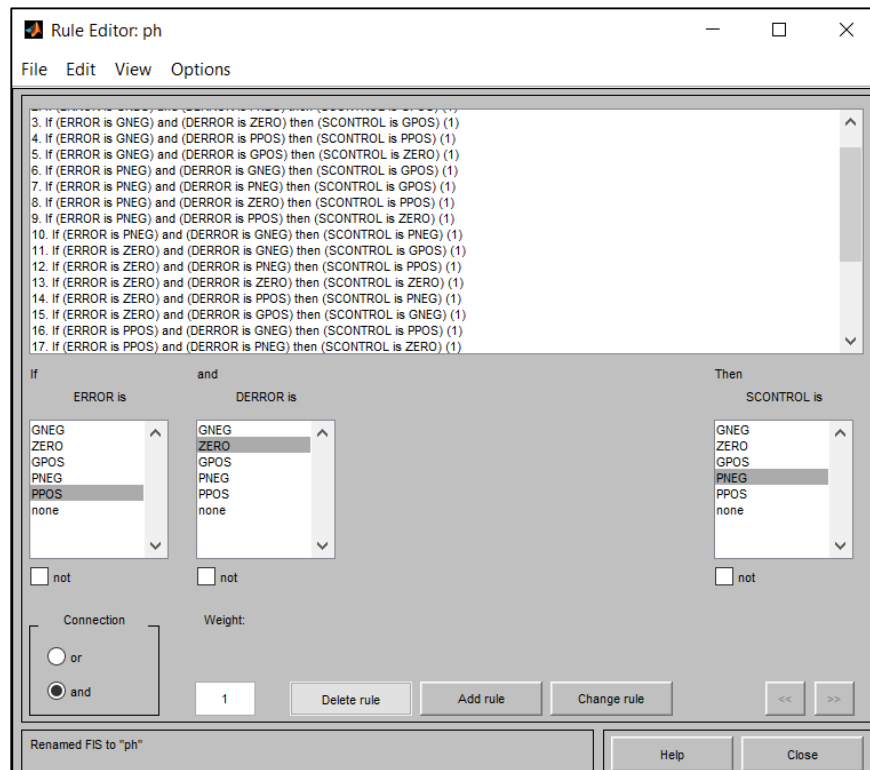 Rule Editor: ph
File Edit View Options
3. If (ERROR is GNEG) and (DERROR is ZERO) then (SCONTROL is GPOS) (1)
4. If (ERROR is GNEG) and (DERROR is PPOS) then (SCONTROL is PPOS) (1)
5. If (ERROR is GNEG) and (DERROR is GPOS) then (SCONTROL is ZERO) (1)
6. If (ERROR is PNEG) and (DERROR is GNEG) then (SCONTROL is GPOS) (1)
7. If (ERROR is PNEG) and (DERROR is PNEG) then (SCONTROL is GPOS) (1)
8. If (ERROR is PNEG) and (DERROR is ZERO) then (SCONTROL is PPOS) (1)
9. If (ERROR is PNEG) and (DERROR is PPOS) then (SCONTROL is ZERO) (1)
10. If (ERROR is PNEG) and (DERROR is GNEG) then (SCONTROL is PNEG) (1)
11. If (ERROR is ZERO) and (DERROR is GNEG) then (SCONTROL is GPOS) (1)
12. If (ERROR is ZERO) and (DERROR is PNEG) then (SCONTROL is PPOS) (1)
13. If (ERROR is ZERO) and (DERROR is ZERO) then (SCONTROL is ZERO) (1)
14. If (ERROR is ZERO) and (DERROR is PPOS) then (SCONTROL is PNEG) (1)
15. If (ERROR is ZERO) and (DERROR is GPOS) then (SCONTROL is GNEG) (1)
16. If (ERROR is PPOS) and (DERROR is GNEG) then (SCONTROL is PPOS) (1)
17. If (ERROR is PPOS) and (DERROR is PNEG) then (SCONTROL is ZERO) (1)
If and Then
ERROR is DERROR is SCONTROL is
GNEG GNEG GNEG
ZERO ZERO ZERO
GPOS GPOS GPOS
PNEG PNEG PNEG
PPOS PPOS PPOS
none none none
not not not
Connection Weight:
or
and 1 Delete rule Add rule Change rule << >>
Renamed FIS to "ph" Help Close